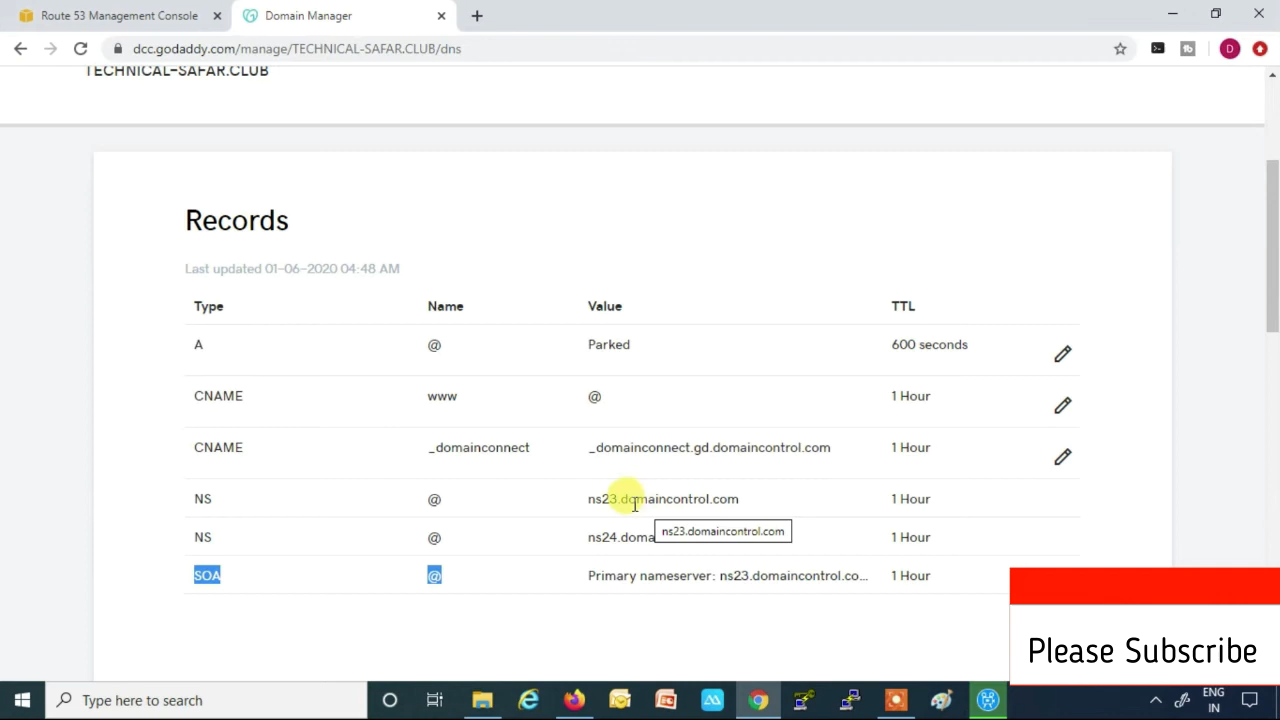 Route 53 Management Console
Domain Manager
dcc.godaddy.com/manage/TECHNICAL-SAFAR.CLUB/dns
D
TECHNICAL-SAFAR.CLUB
Records
Last updated 01-06-2020 04:48 AM
Type Name Value TTL
A @ Parked 600 seconds
CNAME www @ 1 Hour
CNAME _domainconnect _domainconnect.gd.domaincontrol.com 1 Hour
NS @ ns23.domaincontrol.com 1 Hour
ns23.domaincontrol.com
NS @ ns24.doma 1 Hour
SOA @ Primary nameserver: ns23.domaincontrol.co... 1 Hour
Please Subscribe
Type here to search
ENG
IN